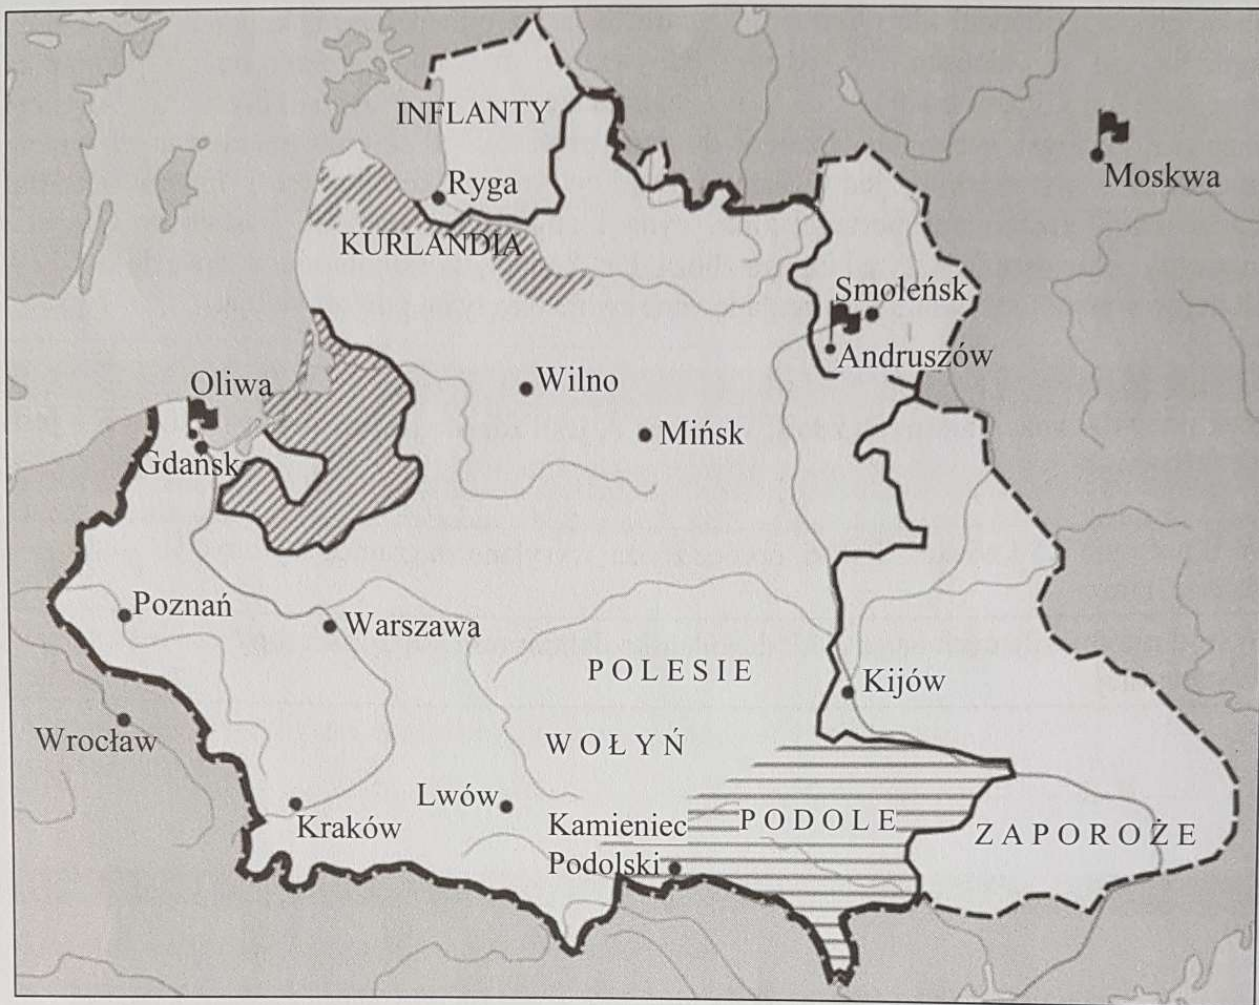 INFLANTY
Moskwa
Ryga
KURLANDIA
Smoleńsk
Andruszów
Oliwa
Wilno
Mińsk
Gdańsk
Poznań
Warszawa
POLESIE
Kijów
Wrocław
WOŁYŃ
Lwów
Kraków
Kamieniec
Podolski
PODOLE
ZAPOROŻE